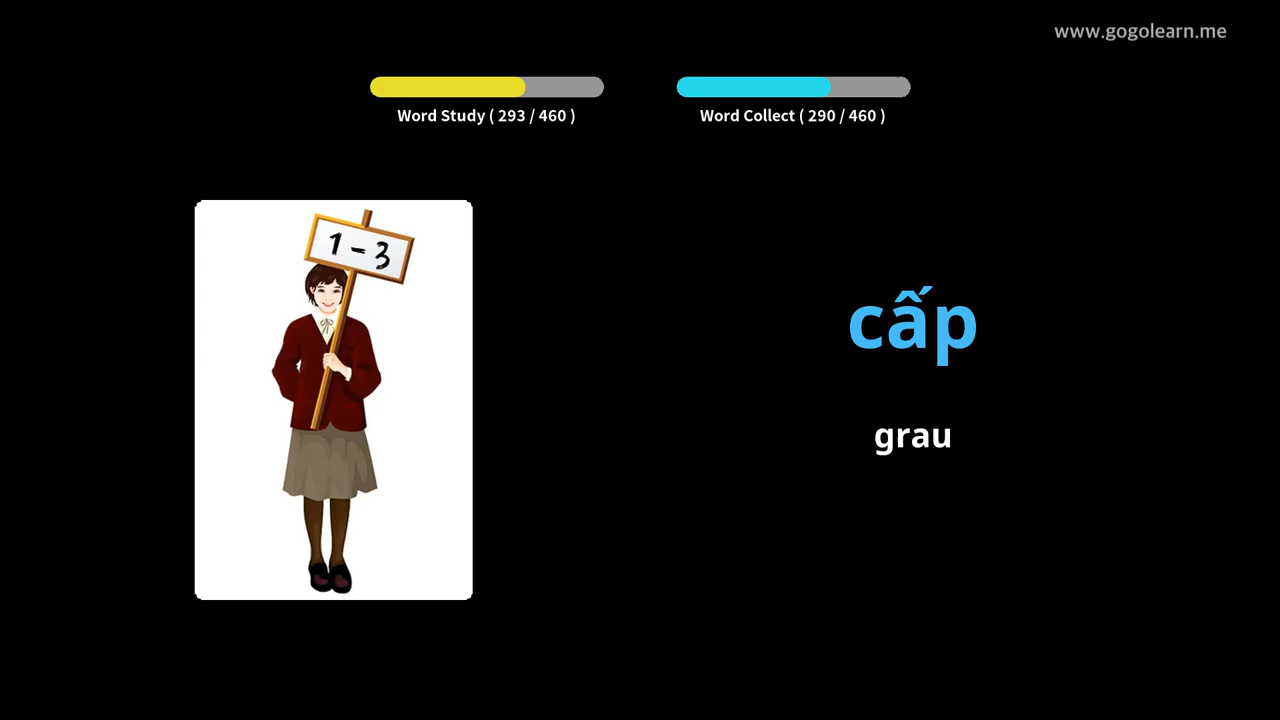 www.gogolearn.me
Word Study ( 293 / 460 )
Word Collect ( 290 / 460 )
1 - 3
cấp
grau